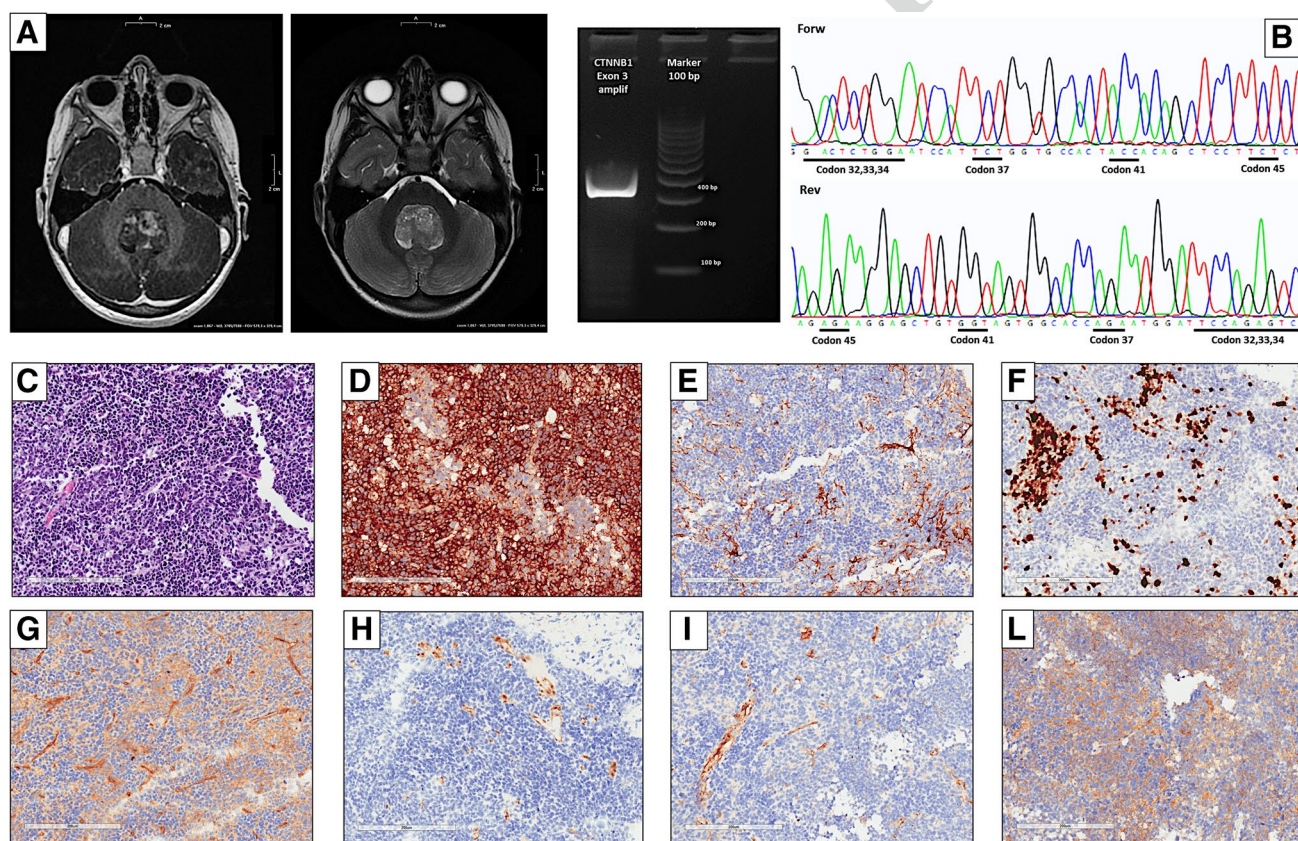 A
A
2 cm
L
2 cm
A
2 cm
L
2 cm
CTNNB1
Exon 3
amplif
Marker
100 bp
400 bp
200 bp
100 bp
B
Forw
G GACTCTGGAATCCATTCTGGTGCCACTACCACAGCTCCTTCTCT
Codon 32,33,34 Codon 37 Codon 41 Codon 45
Rev
AGAGAAGGAGCTGTGGTAGTGGCACCAGAATGGATTCCAGAGTC
Codon 45 Codon 41 Codon 37 Codon 32,33,34
C
D
E
F
G
H
I
L